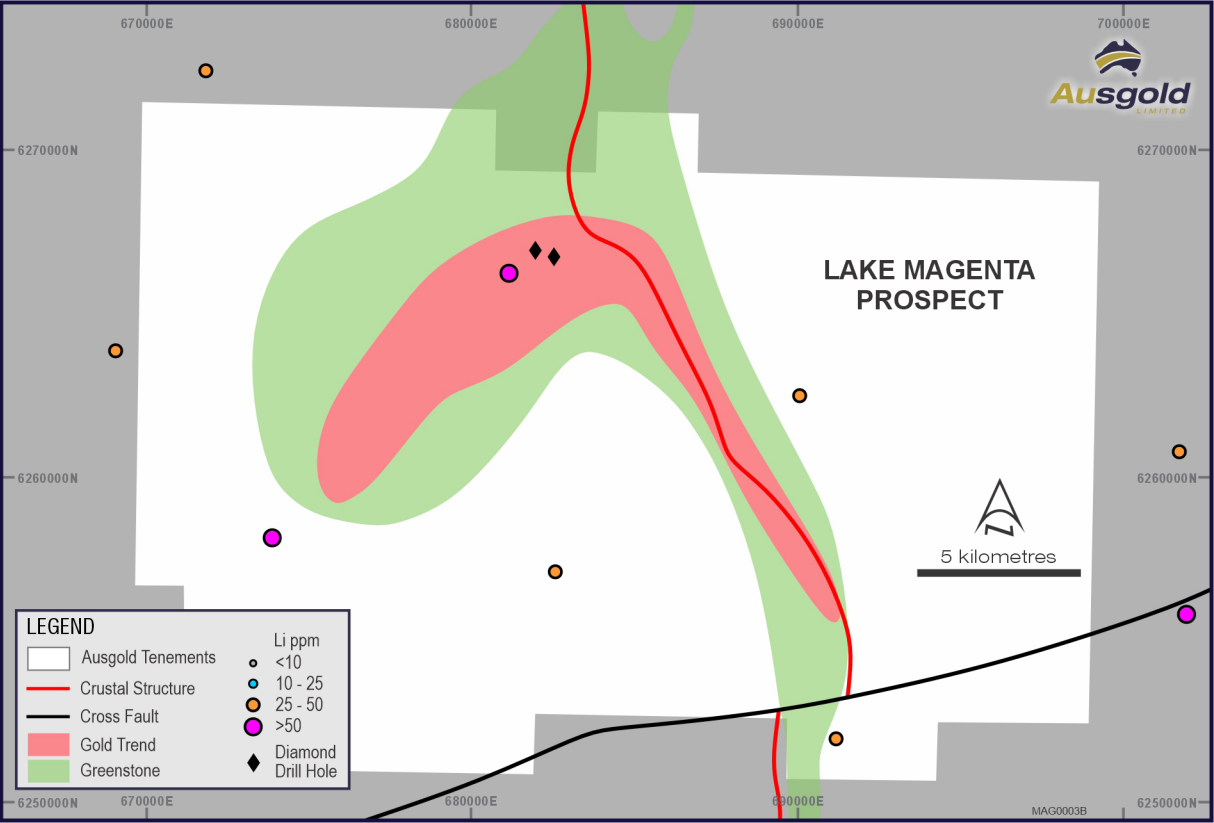 670000E
680000E
690000E
700000E
Ausgold
LIMITED
6270000N
6270000N
LAKE MAGENTA
PROSPECT
6260000N
6260000N
N
5 kilometres
LEGEND
Ausgold Tenements
Crustal Structure
Cross Fault
Gold Trend
Greenstone
Li ppm
<10
10 - 25
25 - 50
>50
Diamond
Drill Hole
6250000N
670000E
680000E
690000E
MAG0003B
6250000N